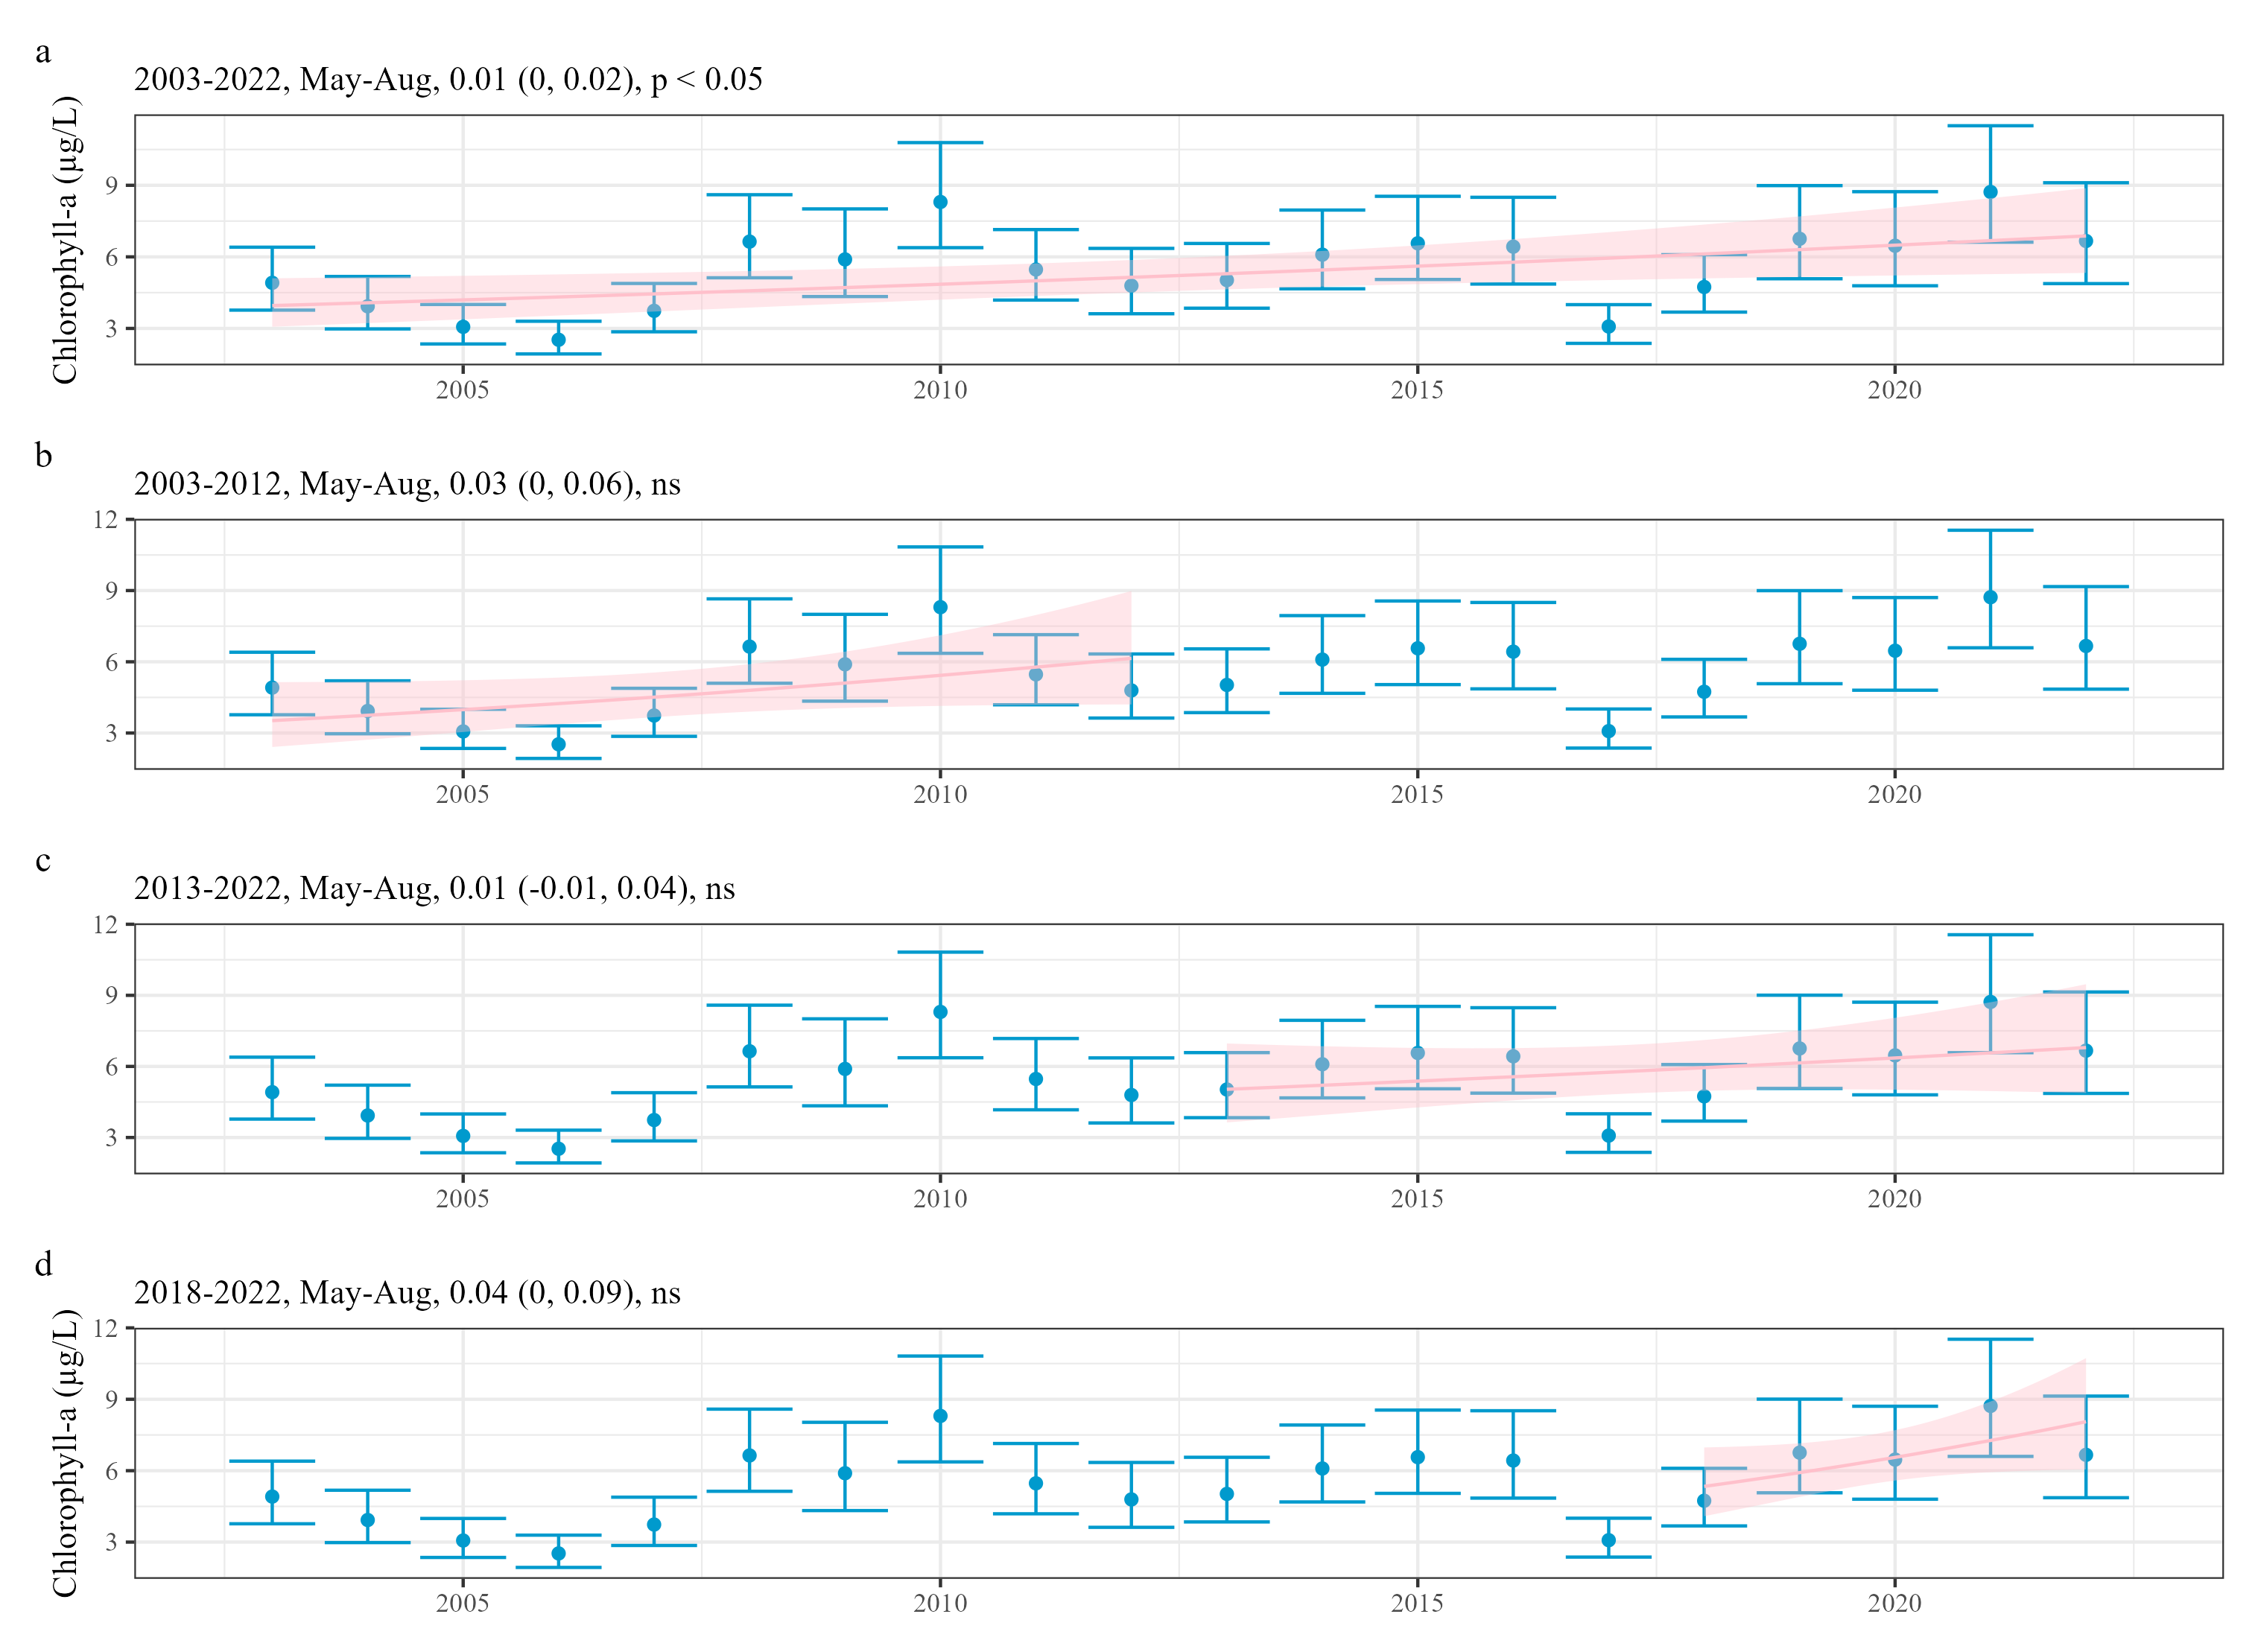 a
2003-2022, May-Aug, 0.01 (0, 0.02), p < 0.05
Chlorophyll-a (µg/L)
9
6
3
2005 2010 2015 2020
b
2003-2012, May-Aug, 0.03 (0, 0.06), ns
12
9
6
3
2005 2010 2015 2020
c
2013-2022, May-Aug, 0.01 (-0.01, 0.04), ns
12
9
6
3
2005 2010 2015 2020
d
2018-2022, May-Aug, 0.04 (0, 0.09), ns
Chlorophyll-a (µg/L)
12
9
6
3
2005 2010 2015 2020